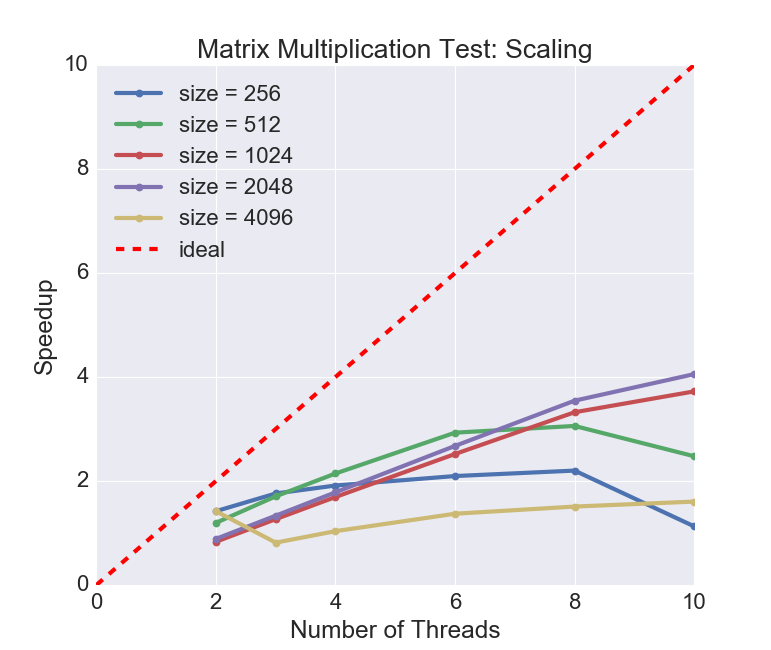 Matrix Multiplication Test: Scaling
10
8
6
4
2
0
Speedup
size = 256
size = 512
size = 1024
size = 2048
size = 4096
ideal
0 2 4 6 8 10
Number of Threads